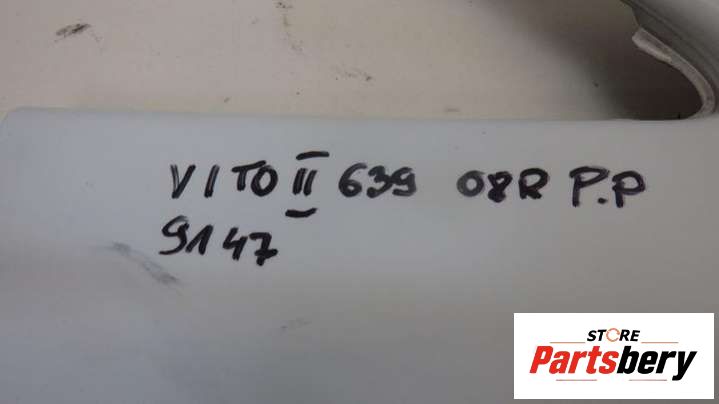 VITO II 639 08R P.P
9147
STORE
Partsbery